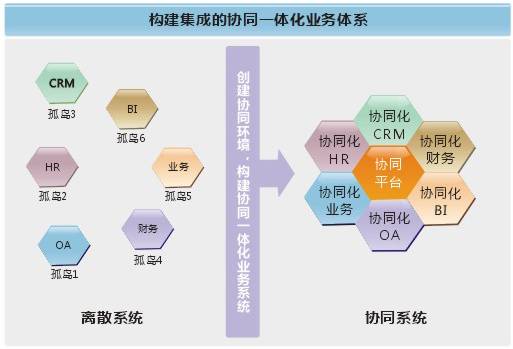 构建集成的协同一体化业务体系
CRM
孤岛3
BI
孤岛6
HR
孤岛2
业务
孤岛5
OA
孤岛1
财务
孤岛4
离散系统
创建协同环境，构建协同一体化业务系统
协同化
CRM
协同化
HR
协同化
财务
协同
平台
协同化
业务
协同化
BI
协同化
OA
协同系统